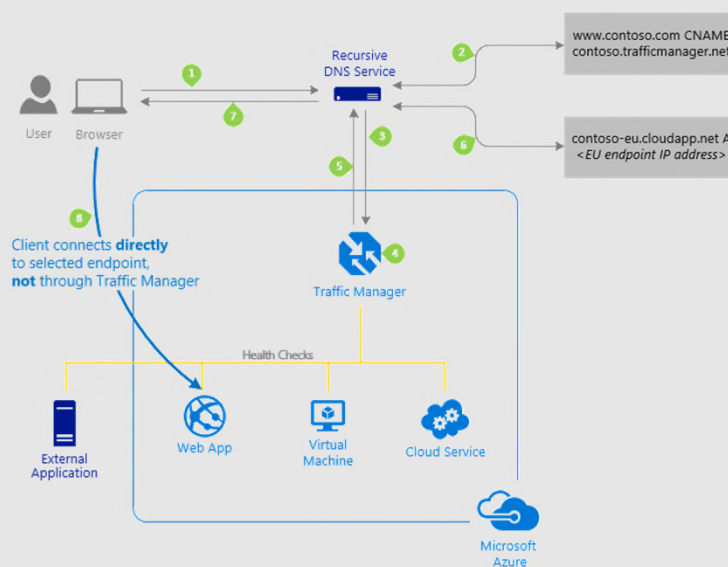 www.contoso.com CNAME
contoso.trafficmanager.net
Recursive
DNS Service
2
1
7
3
6
5
User
Browser
contoso-eu.cloudapp.net A
<EU endpoint IP address>
8
Client connects directly
to selected endpoint,
not through Traffic Manager
4
Traffic Manager
Health Checks
External
Application
Web App
Virtual
Machine
Cloud Service
Microsoft
Azure